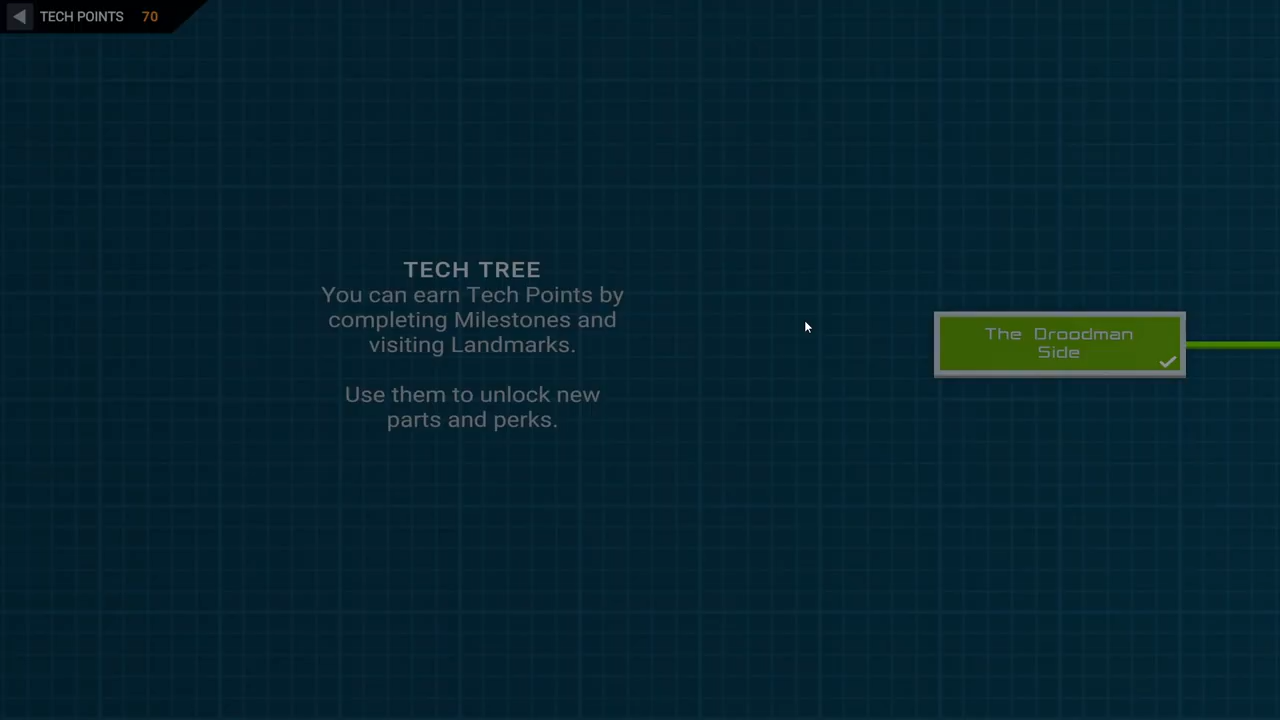 TECH POINTS 70
TECH TREE
You can earn Tech Points by
completing Milestones and
visiting Landmarks.
Use them to unlock new
parts and perks.
The Droodman
Side